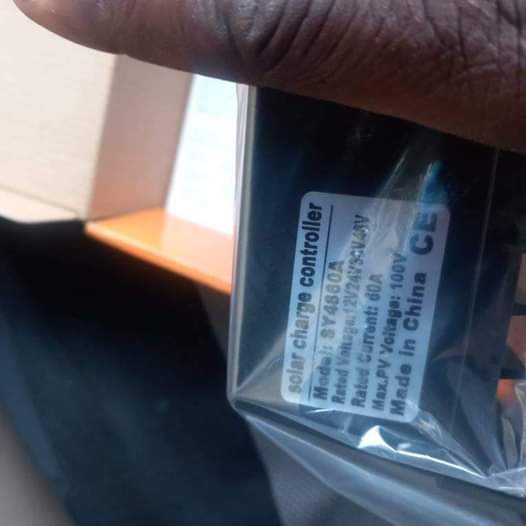 solar charge controller
Model: SY4860A
Rated Voltage:12V24V36V48V
Rated Current: 60A
Max.PV Voltage: 100V
Made in China CE